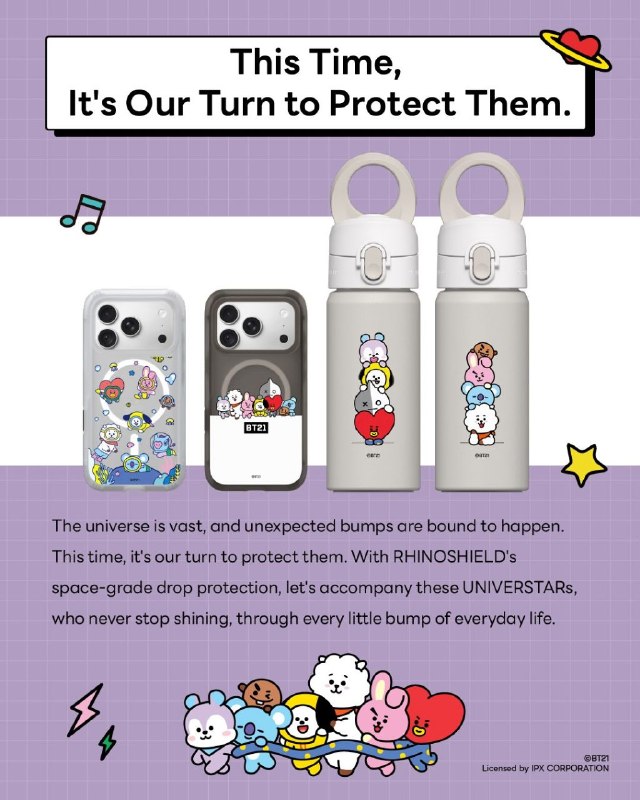 This Time,
It's Our Turn to Protect Them.
BT21
©BT21
©BT21
The universe is vast, and unexpected bumps are bound to happen.
This time, it's our turn to protect them. With RHINOSHIELD's
space-grade drop protection, let's accompany these UNIVERSTARs,
who never stop shining, through every little bump of everyday life.
©BT21
Licensed by IPX CORPORATION